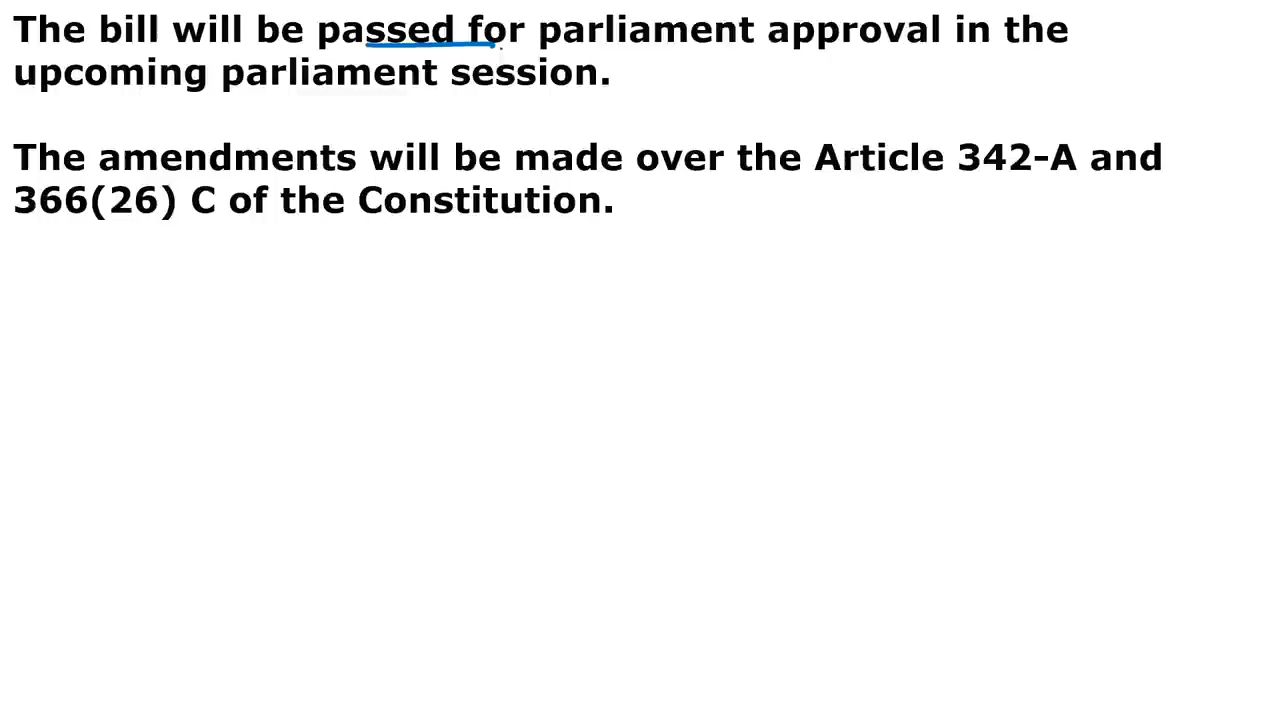 The bill will be passed for parliament approval in the
upcoming parliament session.
The amendments will be made over the Article 342-A and
366(26) C of the Constitution.